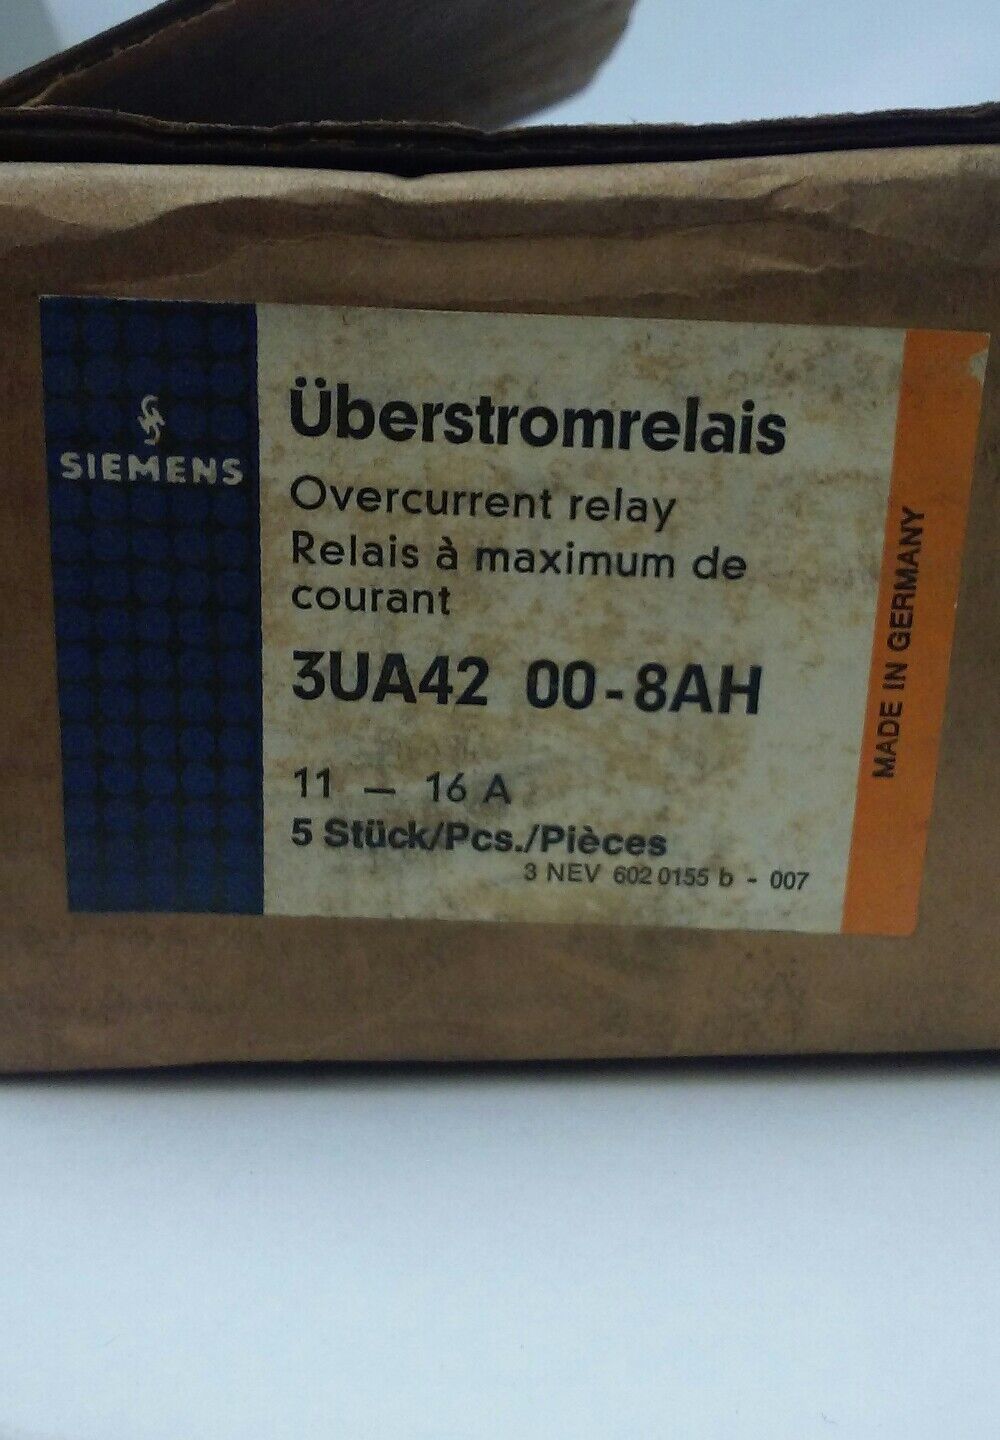 SIEMENS
Überstromrelais
Overcurrent relay
Relais à maximum de
courant
3UA42 00-8AH
11 — 16 A
5 Stück/Pcs./Pièces
3 NEV 602 0155 b - 007
MADE IN GERMANY